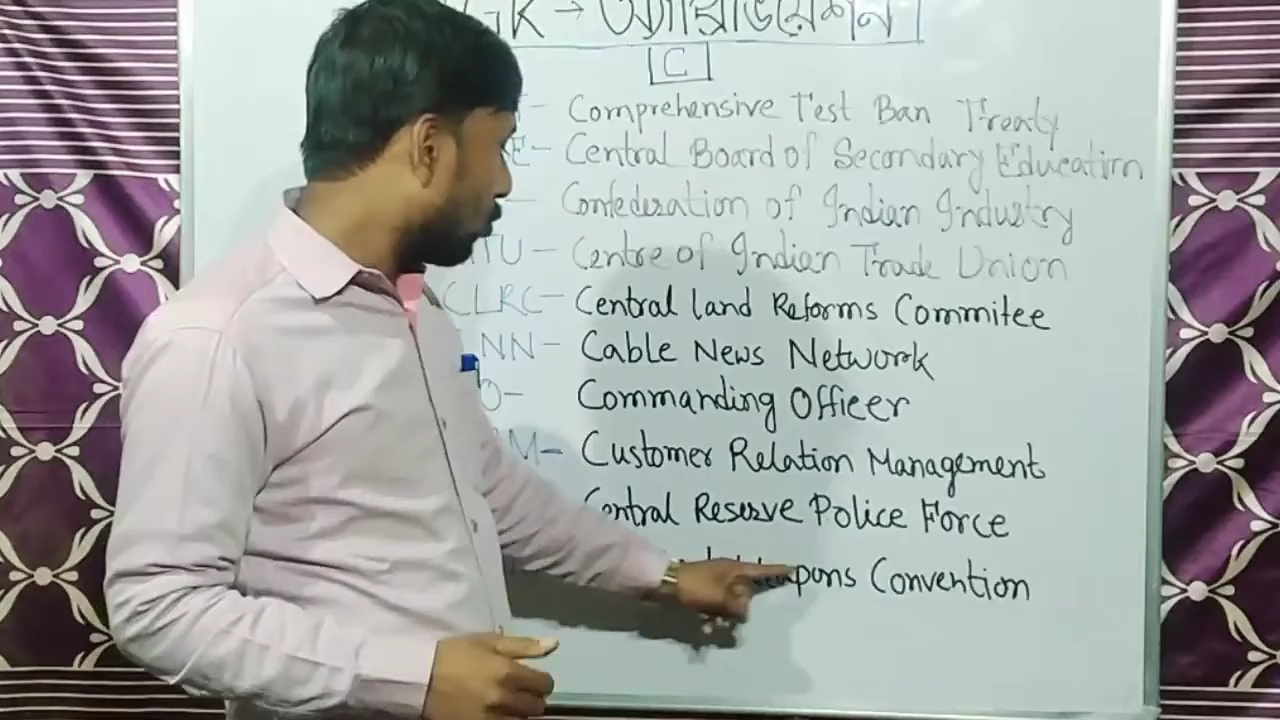 GK → অ্যাব্রিভিয়েশন
C
Comprehensive Test Ban Treaty
Central Board of Secondary Education
Confederation of Indian Industry
TU - Centre of Indian Trade Union
CLRC - Central land Reforms Commitee
NN - Cable News Network
O - Commanding Officer
M - Customer Relation Management
Central Reserve Police Force
Weapons Convention